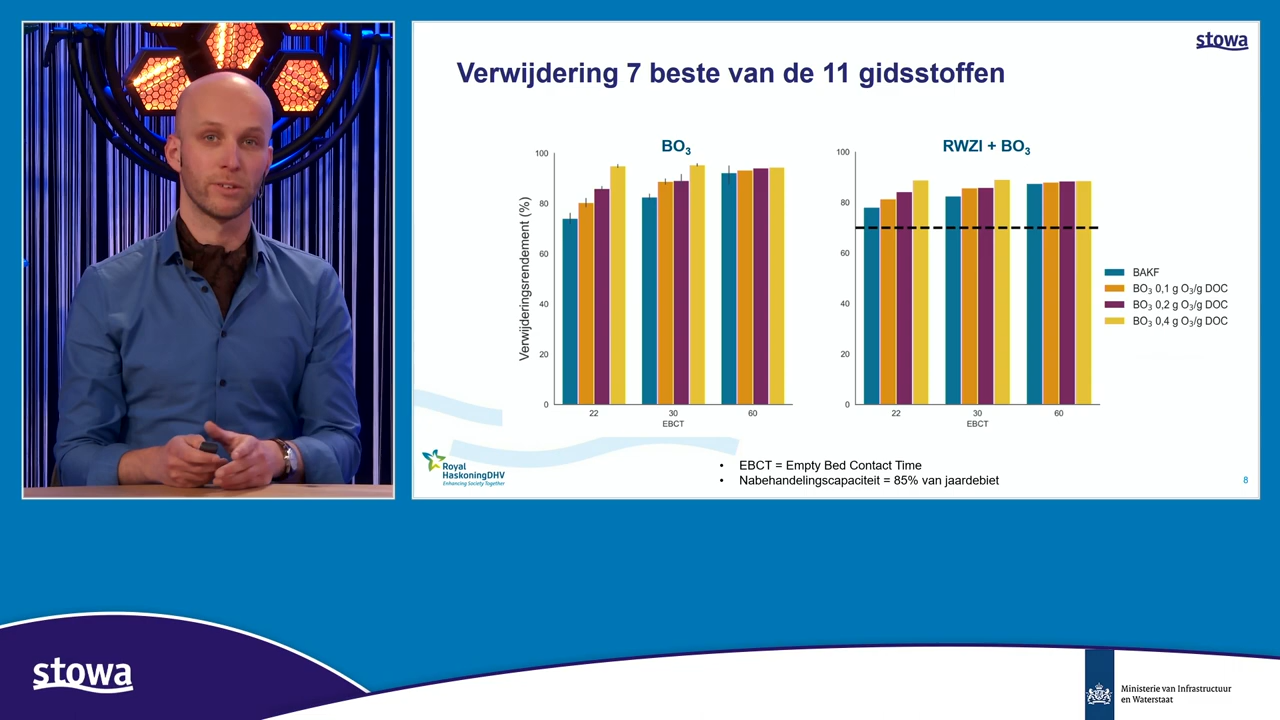 stowa
Verwijdering 7 beste van de 11 gidsstoffen
BO3
Verwijderingsrendement (%)
100
80
60
40
20
0
22
30
60
EBCT
RWZI + BO3
100
80
60
40
20
0
22
30
60
EBCT
BAKF
BO3 0,1 g O3/g DOC
BO3 0,2 g O3/g DOC
BO3 0,4 g O3/g DOC
• EBCT = Empty Bed Contact Time
• Nabehandelingscapaciteit = 85% van jaardebiet
Royal
HaskoningDHV
Enhancing Society Together
8
stowa
Ministerie van Infrastructuur
en Waterstaat